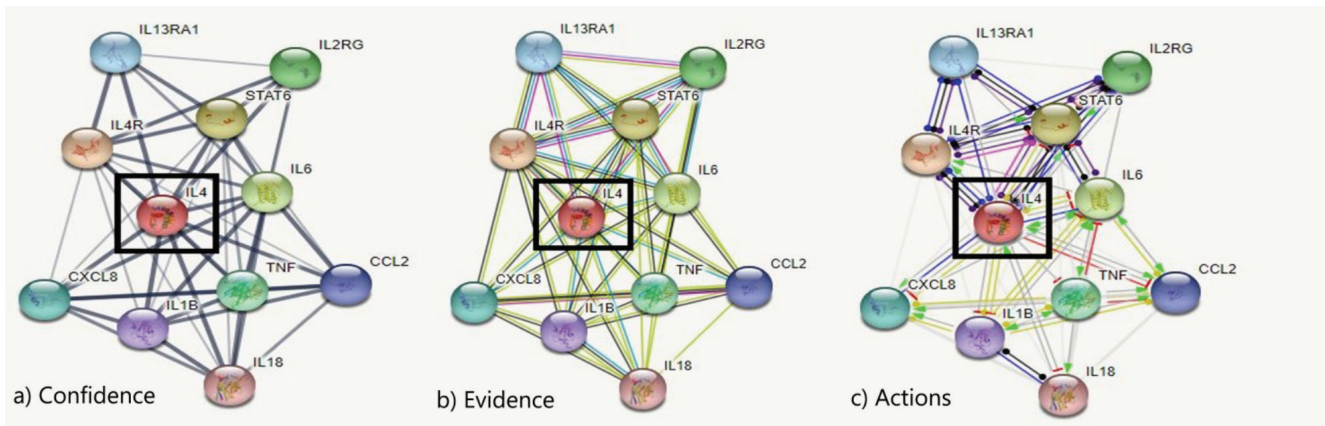 IL13RA1
IL2RG
STAT6
IL4R
IL6
IL4
CXCL8
TNF
CCL2
IL1B
IL18
a) Confidence
IL13RA1
IL2RG
STAT6
IL4R
IL6
IL4
CXCL8
TNF
CCL2
IL1B
IL18
b) Evidence
IL13RA1
IL2RG
STAT6
IL4R
IL6
IL4
CXCL8
TNF
CCL2
IL1B
IL18
c) Actions